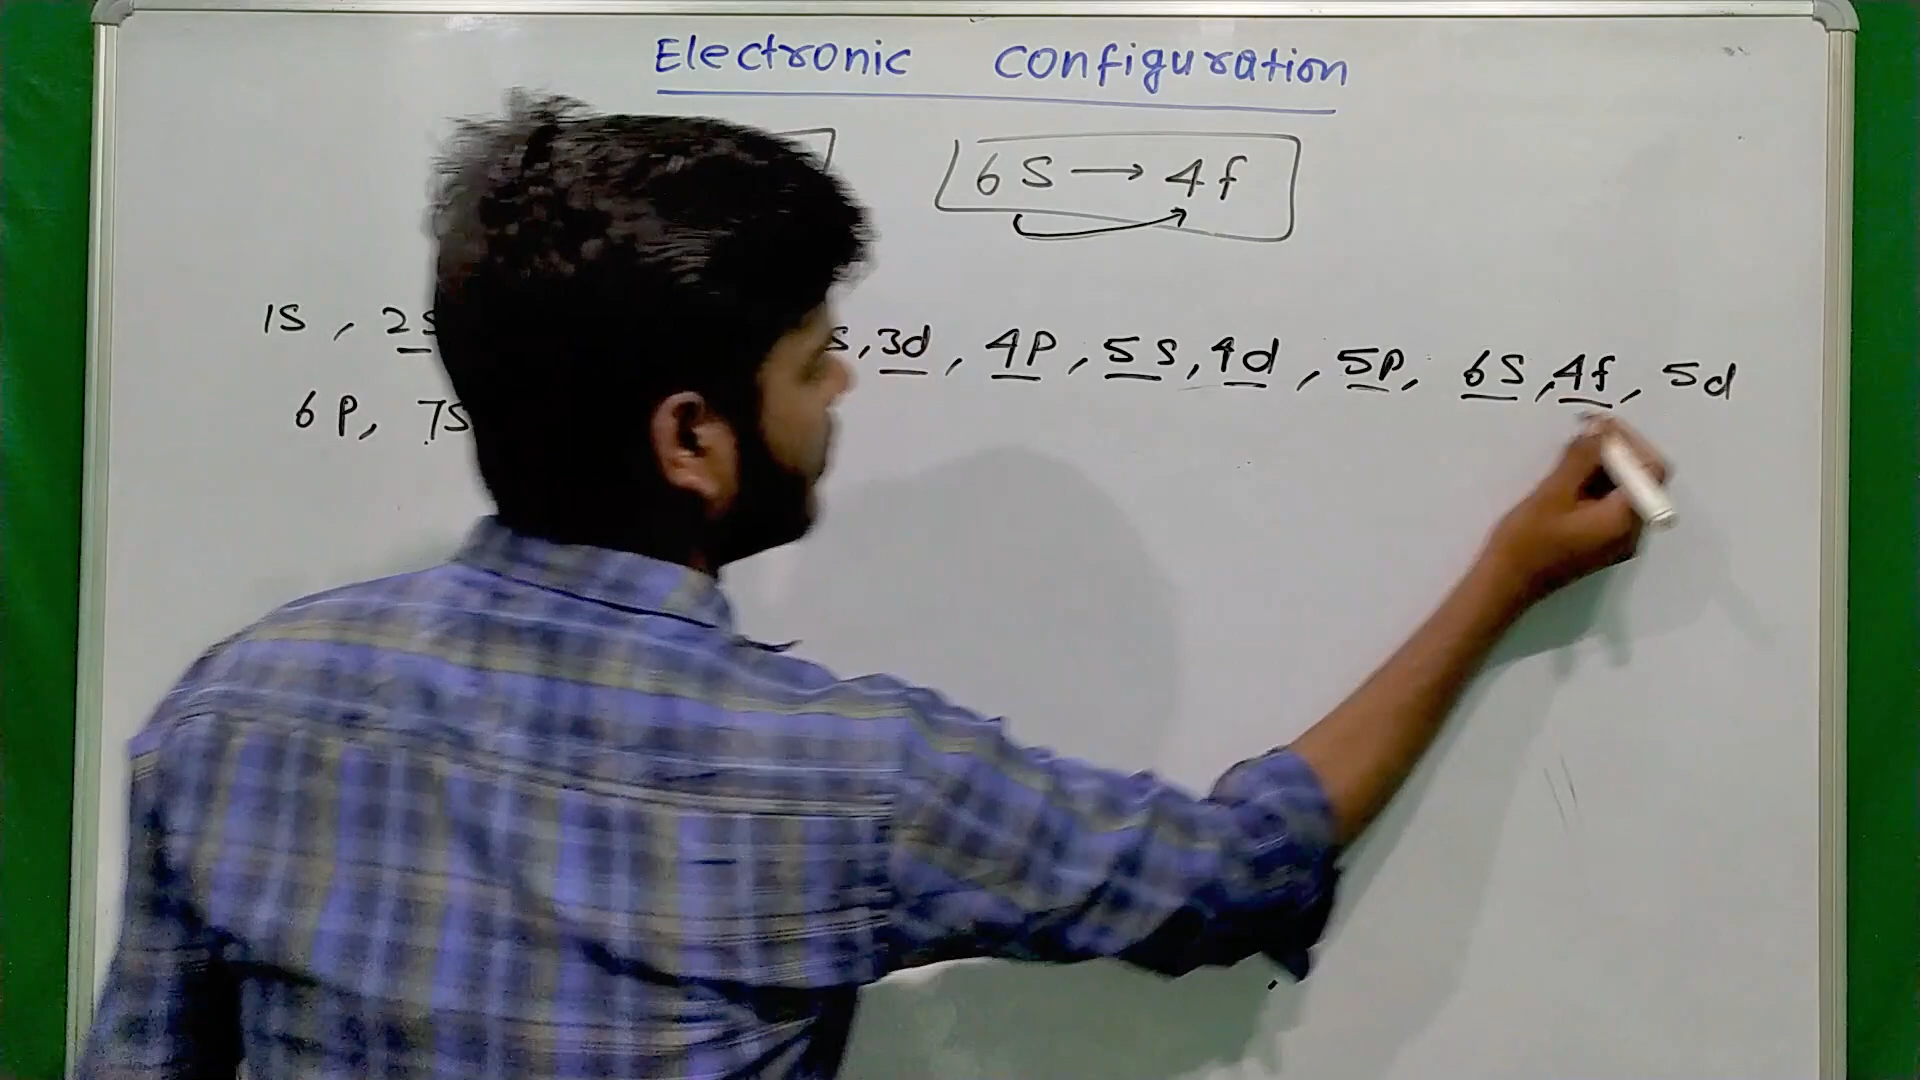 Electronic configuration
6S → 4f
1S , 2S S, 3d , 4P , 5S , 4d , 5P, 6S , 4f , 5d
6P, 7S